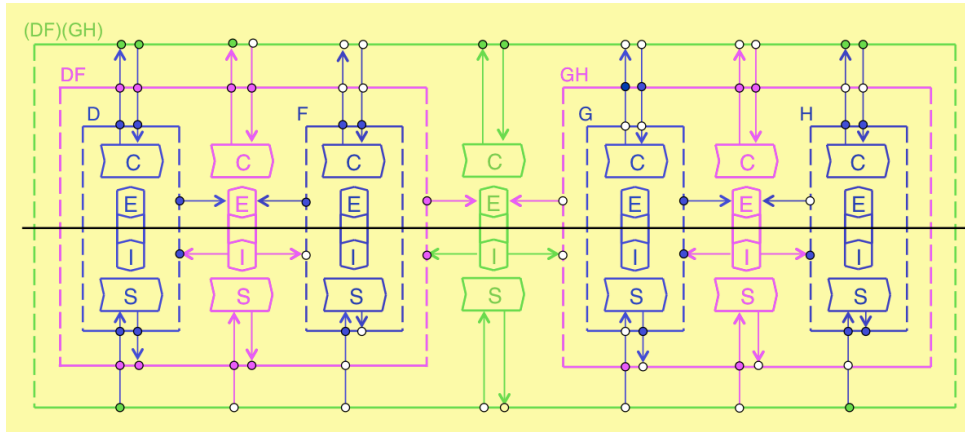 (DF)(GH)
DF GH
D F G H
C C C C C C C
E E E E E E E
I I I I I I I
S S S S S S S